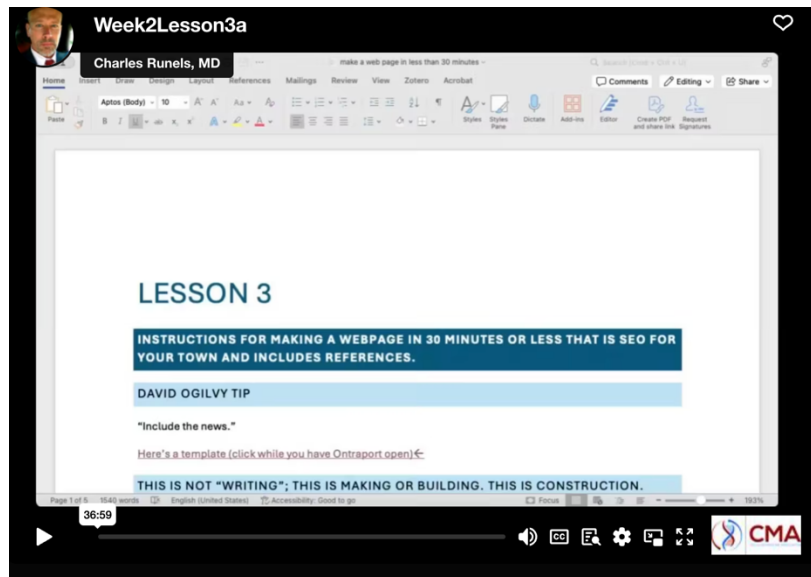 Week2Lesson3a
Charles Runels, MD
make a web page in less than 30 minutes
Home Insert Draw Design Layout References Mailings Review View Zotero Acrobat
Comments Editing Share
Aptos (Body) 10
Paste
Styles Styles Pane Dictate Add-ins Editor Create PDF and share link Request Signatures
LESSON 3
INSTRUCTIONS FOR MAKING A WEBPAGE IN 30 MINUTES OR LESS THAT IS SEO FOR
YOUR TOWN AND INCLUDES REFERENCES.
DAVID OGILVY TIP
"Include the news."
Here's a template (click while you have Ontraport open)←
THIS IS NOT "WRITING"; THIS IS MAKING OR BUILDING. THIS IS CONSTRUCTION.
Page 1 of 5 1540 words English (United States) Accessibility: Good to go Focus 193%
36:59
CC
CMA